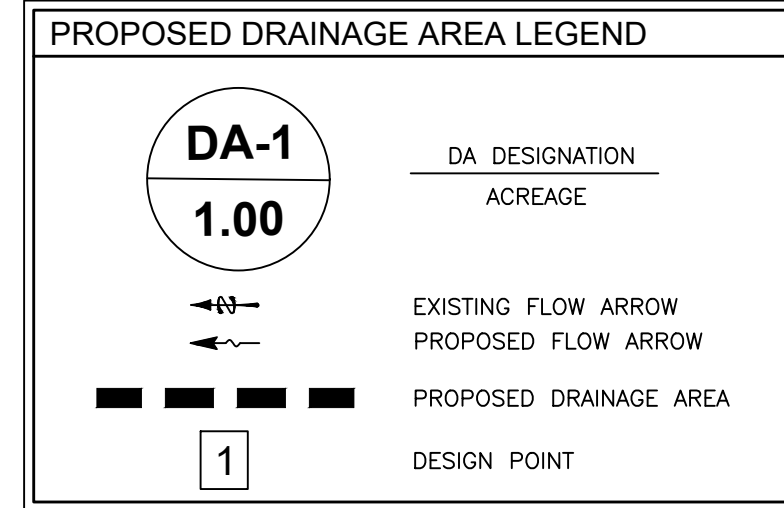 PROPOSED DRAINAGE AREA LEGEND
DA-1
1.00
DA DESIGNATION
ACREAGE
EXISTING FLOW ARROW
PROPOSED FLOW ARROW
PROPOSED DRAINAGE AREA
1
DESIGN POINT